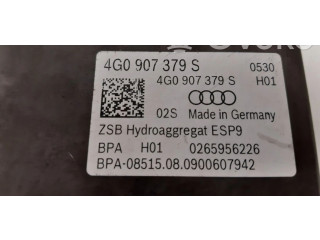 4G0 907 379 S 0530
4G0 907 379 S H01
02S Made in Germany
ZSB Hydroaggregat ESP9
BPA H01 0265956226
BPA-08515.08.0900607942